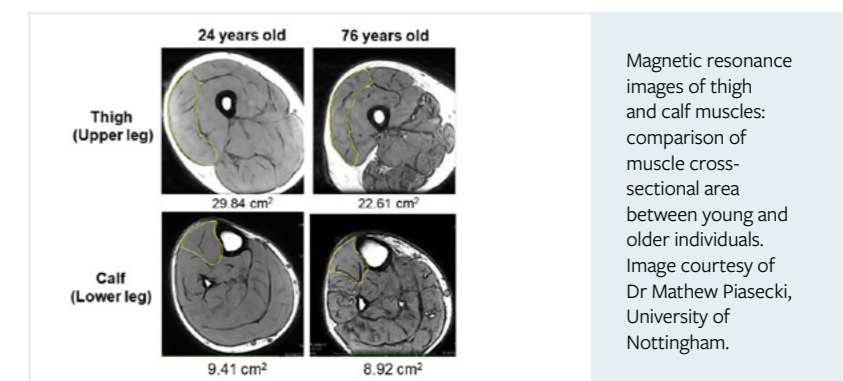 24 years old 76 years old
Thigh
(Upper leg)
29.84 cm²
22.61 cm²
Calf
(Lower leg)
9.41 cm²
8.92 cm²
Magnetic resonance
images of thigh
and calf muscles:
comparison of
muscle cross-
sectional area
between young and
older individuals.
Image courtesy of
Dr Mathew Piasecki,
University of
Nottingham.